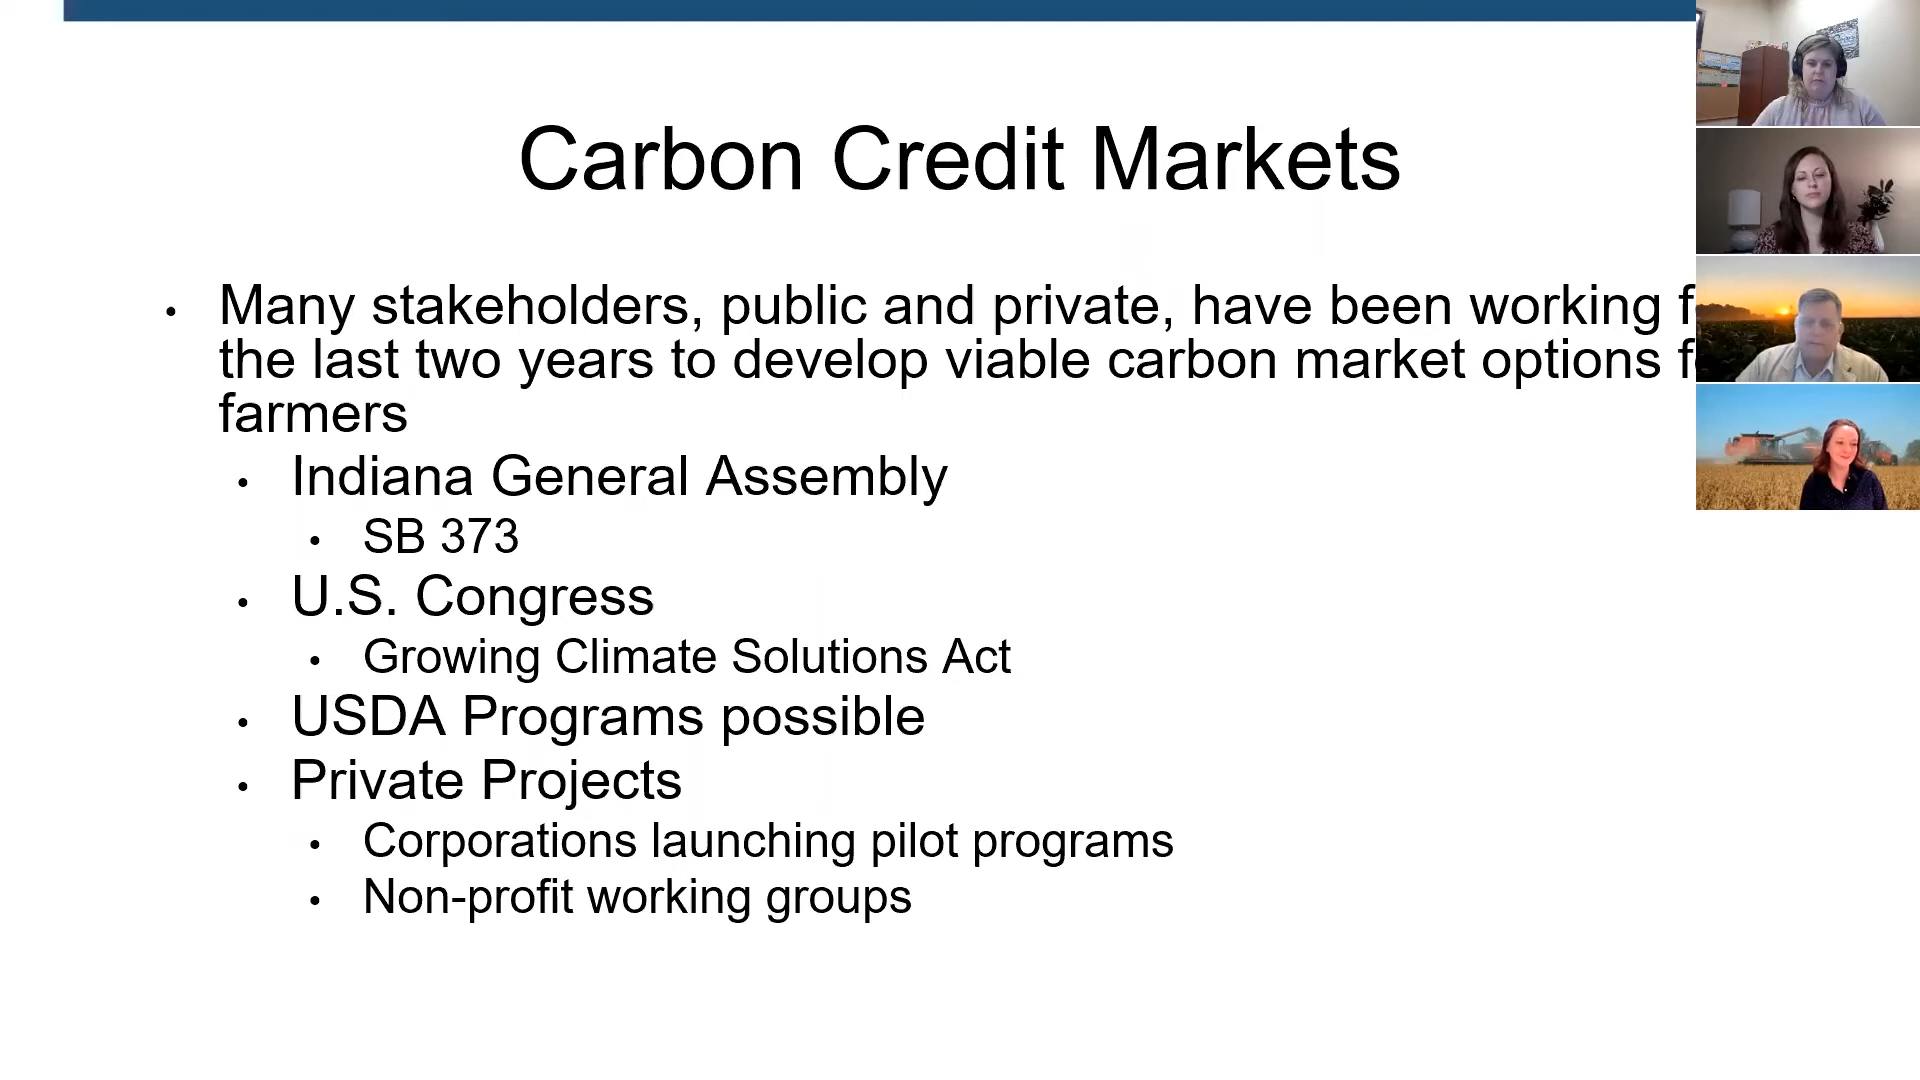 Carbon Credit Markets
• Many stakeholders, public and private, have been working
the last two years to develop viable carbon market options
farmers
• Indiana General Assembly
• SB 373
• U.S. Congress
• Growing Climate Solutions Act
• USDA Programs possible
• Private Projects
• Corporations launching pilot programs
• Non-profit working groups